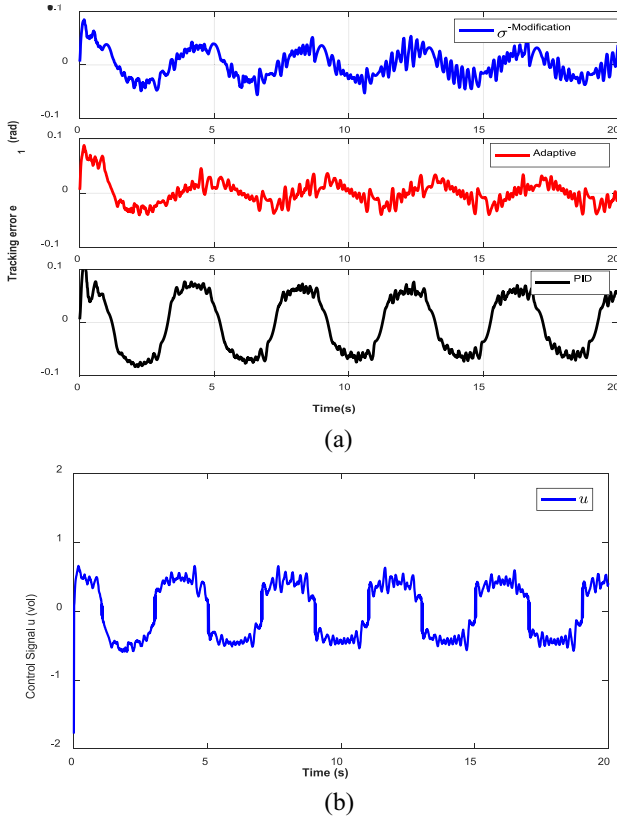 0.1
σ-Modification
-0.1
0 5 10 15 20
Tracking error e 1 (rad)
0.1
Adaptive
0
-0.1
0 5 10 15 20
0.1
PID
0
-0.1
0 5 10 15 20
Time(s)
(a)
2
u
1
0
-1
-2
Control Signal u (vol)
0 5 10 15 20
Time (s)
(b)